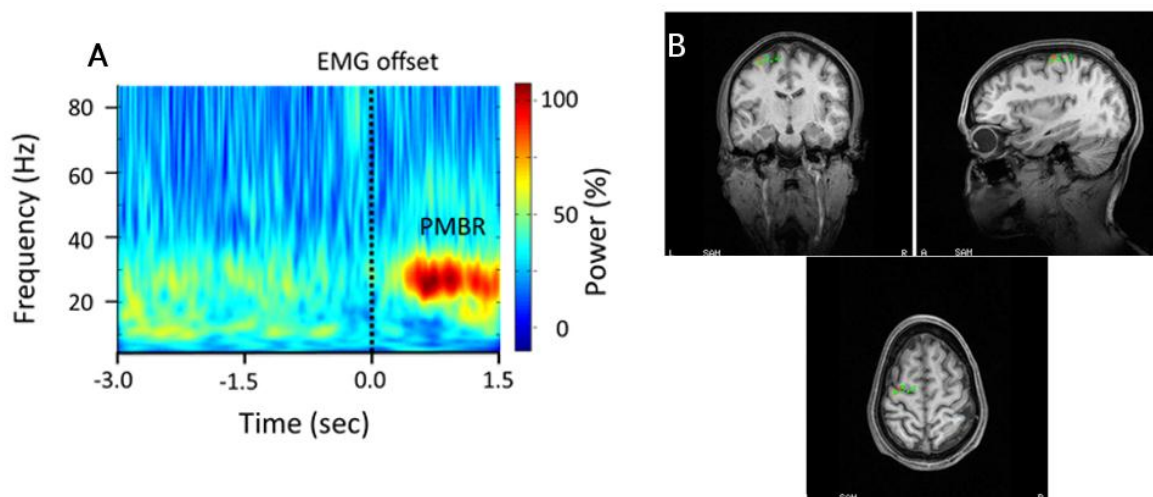 A
EMG offset
Frequency (Hz)
80
60
40
20
PMBR
-3.0
-1.5
0.0
1.5
Time (sec)
100
50
0
Power (%)
B
L
SAM
R
A
SAM
SAM